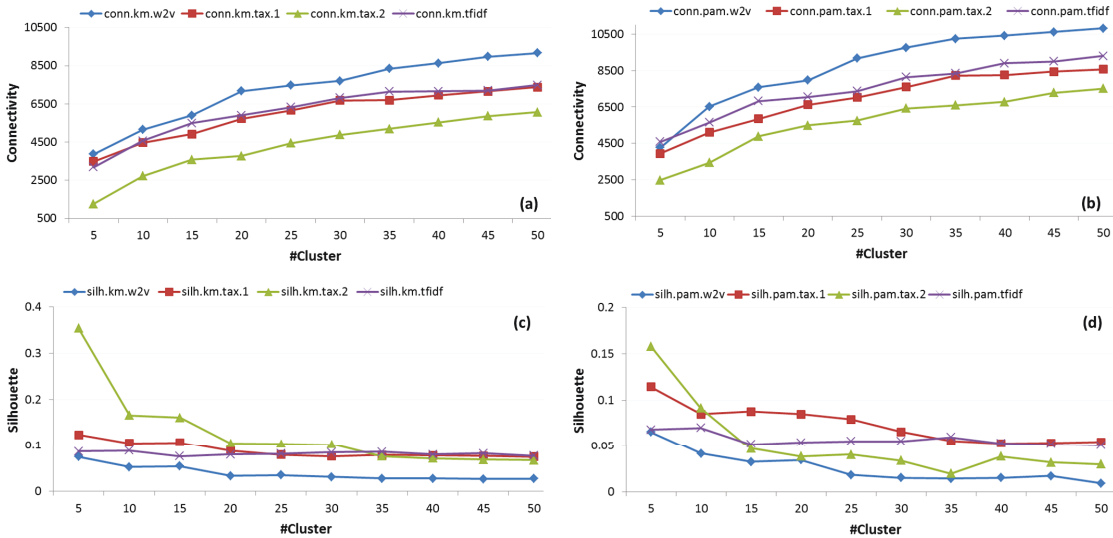 conn.km.w2v conn.km.tax.1 conn.km.tax.2 conn.km.tfidf
10500
8500
6500
4500
2500
500
Connectivity
(a)
5 10 15 20 25 30 35 40 45 50
#Cluster
conn.pam.w2v conn.pam.tax.1 conn.pam.tax.2 conn.pam.tfidf
10500
8500
6500
4500
2500
500
Connectivity
(b)
5 10 15 20 25 30 35 40 45 50
#Cluster
silh.km.w2v silh.km.tax.1 silh.km.tax.2 silh.km.tfidf
0.4
0.3
0.2
0.1
0
Silhouette
(c)
5 10 15 20 25 30 35 40 45 50
#Cluster
silh.pam.w2v silh.pam.tax.1 silh.pam.tax.2 silh.pam.tfidf
0.2
0.15
0.1
0.05
0
Silhouette
(d)
5 10 15 20 25 30 35 40 45 50
#Cluster